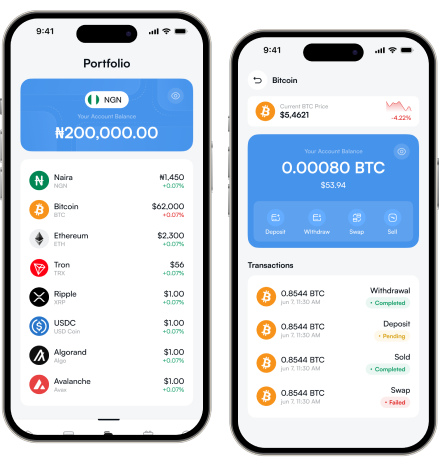 9:41
Portfolio
NGN
Your Account Balance
₦200,000.00
Naira ₦1,450
NGN +0.07%
Bitcoin $62,000
BTC +0.07%
Ethereum $2,300
ETH +0.07%
Tron $56
TRX +0.07%
Ripple $1.00
XRP +0.07%
USDC $1.00
USD Coin +0.07%
Algorand $1.00
Algo +0.07%
Avalanche $1.00
Avax +0.07%
9:41
Bitcoin
Current BTC Price
$5,4621
-4.22%
Your Account Balance
0.00080 BTC
$53.94
Deposit Withdraw Swap Sell
Transactions
0.8544 BTC Withdrawal
jun 7, 11:30 AM Completed
0.8544 BTC Deposit
jun 7, 11:30 AM Pending
0.8544 BTC Sold
jun 7, 11:30 AM Completed
0.8544 BTC Swap
jun 7, 11:30 AM Failed